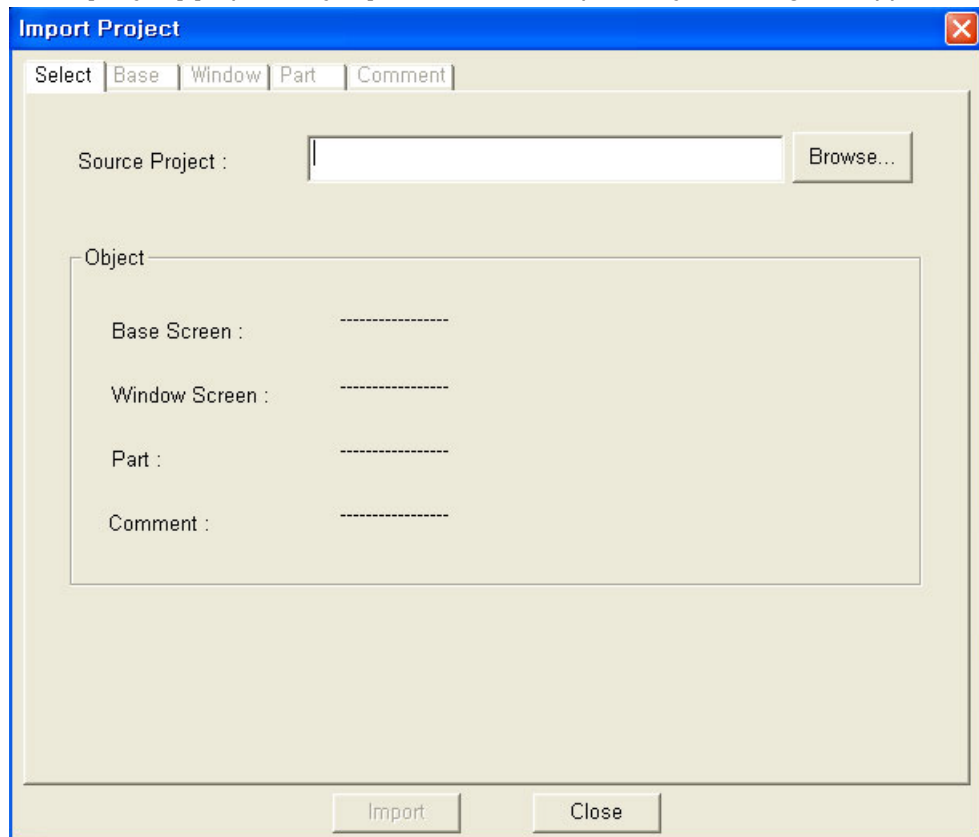 Import Project
Select Base Window Part Comment
Source Project : Browse...
Object
Base Screen : -----------------
Window Screen : -----------------
Part : -----------------
Comment : -----------------
Import Close